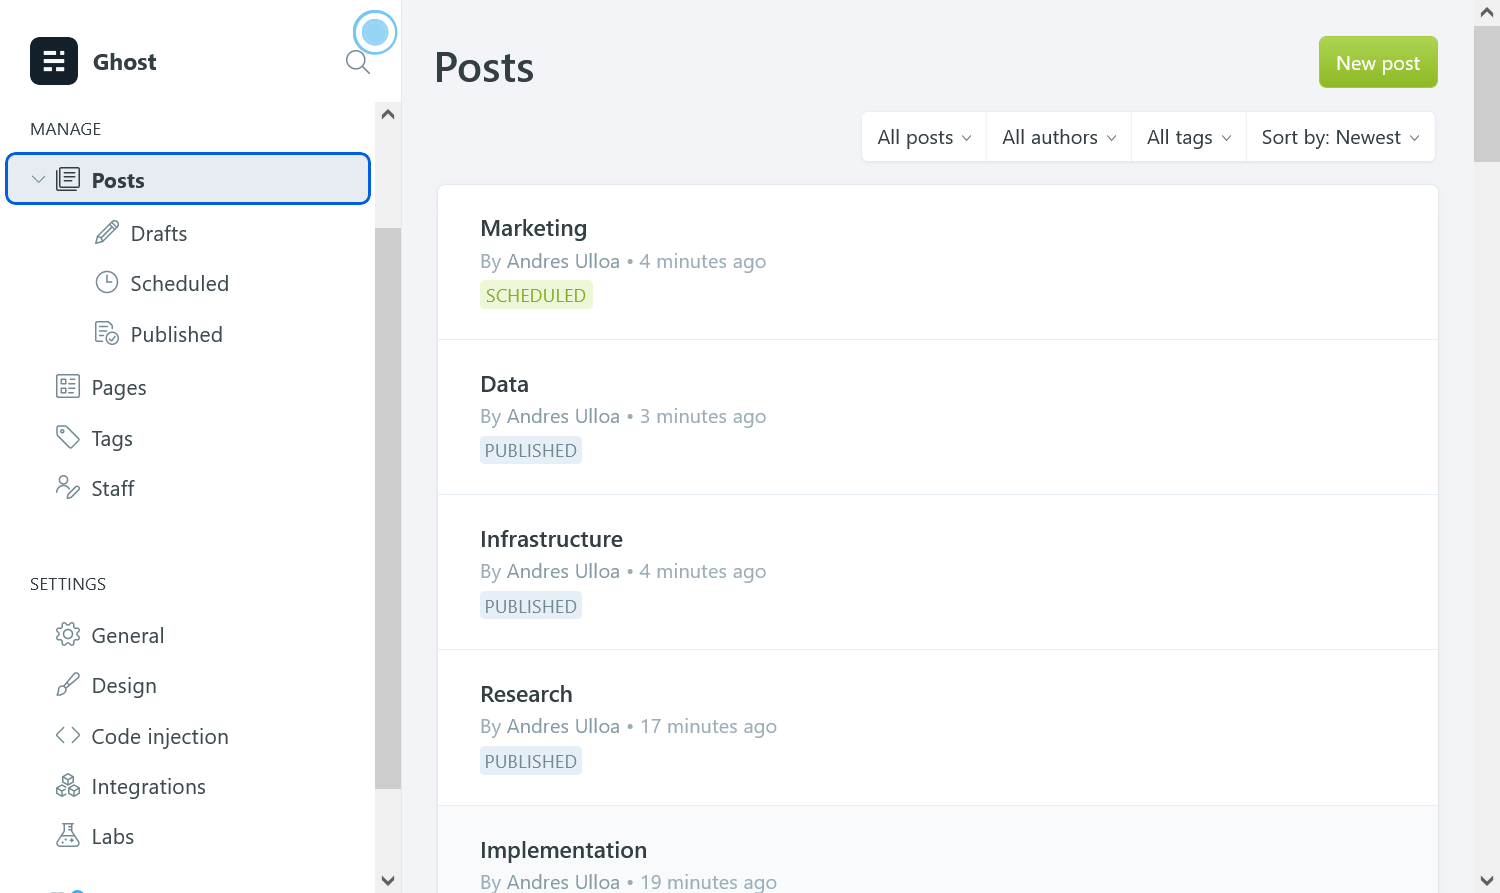 Ghost
MANAGE
Posts
Drafts
Scheduled
Published
Pages
Tags
Staff
SETTINGS
General
Design
Code injection
Integrations
Labs
Posts
New post
All posts
All authors
All tags
Sort by: Newest
Marketing
By Andres Ulloa • 4 minutes ago
SCHEDULED
Data
By Andres Ulloa • 3 minutes ago
PUBLISHED
Infrastructure
By Andres Ulloa • 4 minutes ago
PUBLISHED
Research
By Andres Ulloa • 17 minutes ago
PUBLISHED
Implementation
By Andres Ulloa • 19 minutes ago